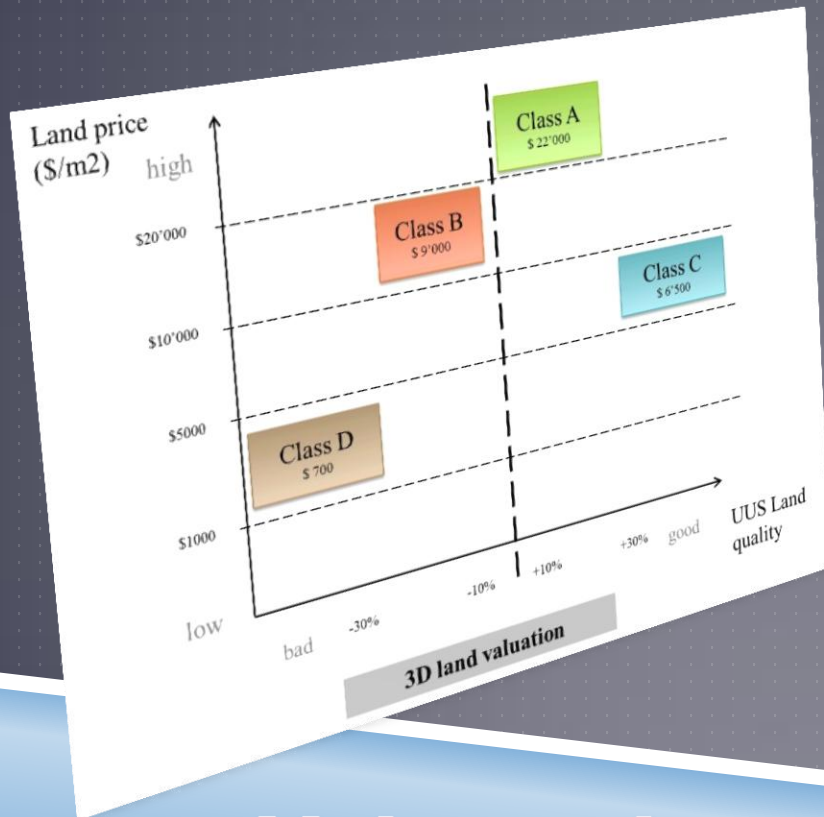 Land price
($/m2)
high
Class A
$ 22'000
$20'000
Class B
$ 9'000
Class C
$ 6'500
$10'000
$5000
Class D
$ 700
$1000
low
bad
-30%
-10%
+10%
+30%
good
UUS Land
quality
3D land valuation